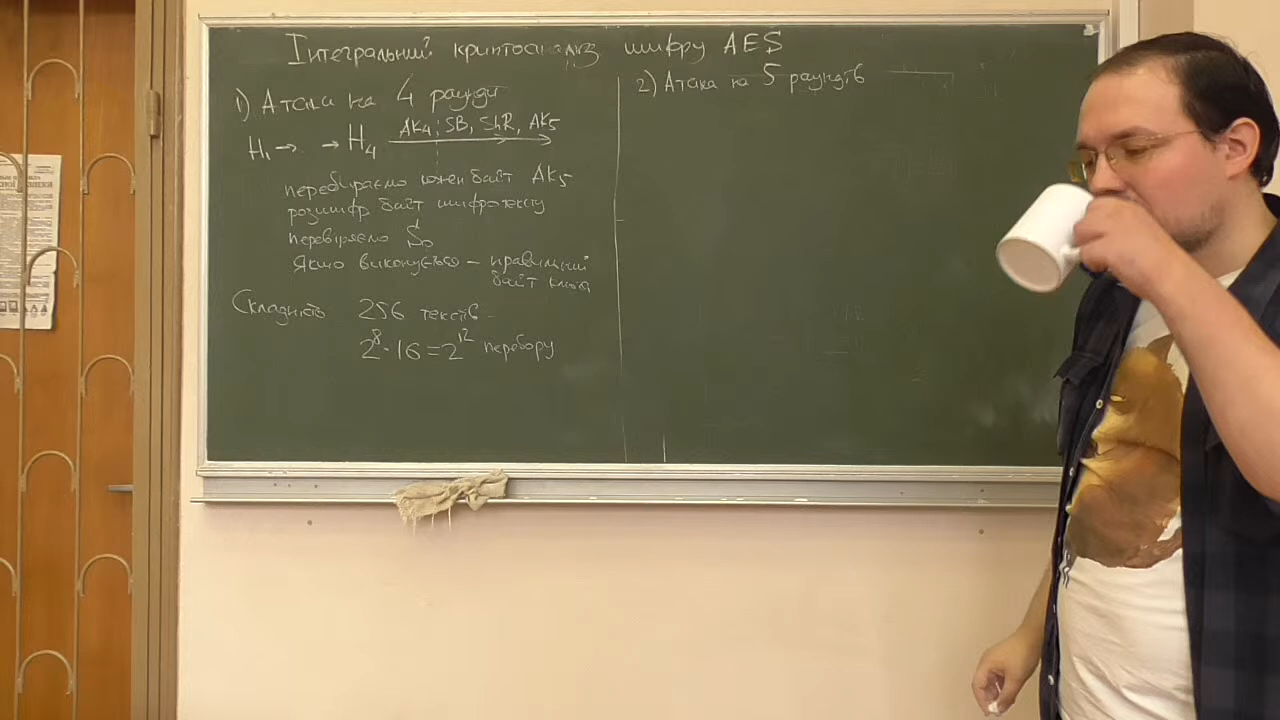 Інтегральний криптоаналіз шифру AES
1) Атака на 4 раунди
H₁ → → H₄ AK₄ SB, ShR, AK₅
перебираємо кожен байт AK₅
розшифр байт шифротексту
перевіряємо
Якщо виконується – правильний
байт ключа
Складність 256 текстів
2⁸·16=2¹² перебору
2) Атака на 5 раундів